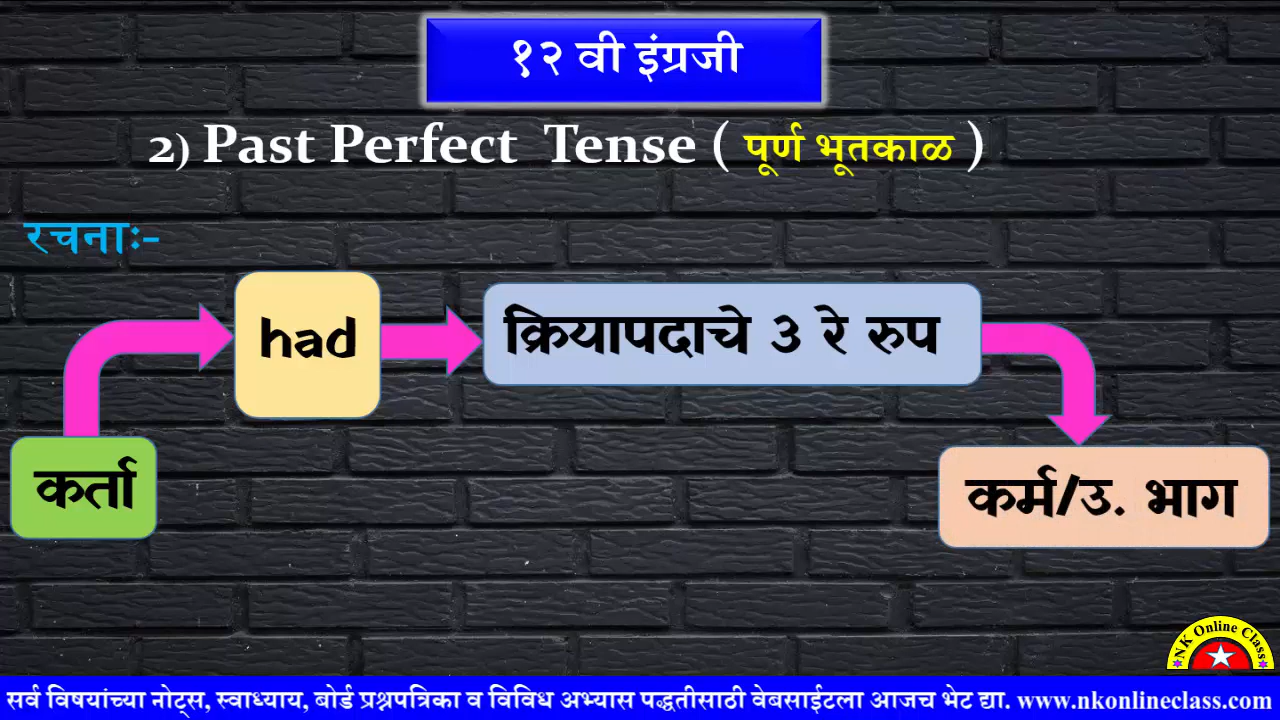 १२ वी इंग्रजी
2) Past Perfect Tense ( पूर्ण भूतकाळ )
रचनाः-
had
क्रियापदाचे ३ रे रुप
कर्ता
कर्म/उ. भाग
NK Online Class
सर्व विषयांच्या नोट्स, स्वाध्याय, बोर्ड प्रश्नपत्रिका व विविध अभ्यास पद्धतीसाठी वेबसाईटला आजच भेट द्या. www.nkonlineclass.com